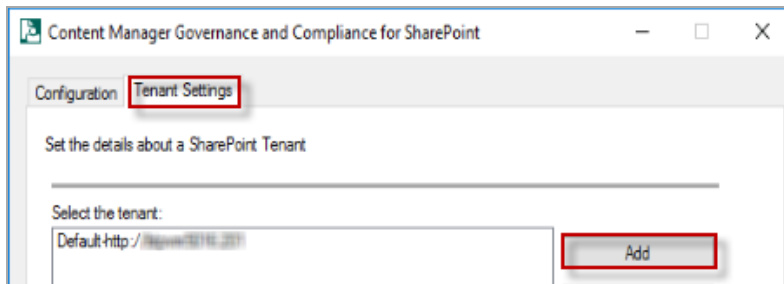 Content Manager Governance and Compliance for SharePoint
Configuration Tenant Settings
Set the details about a SharePoint Tenant
Select the tenant:
Default-http:/
Add